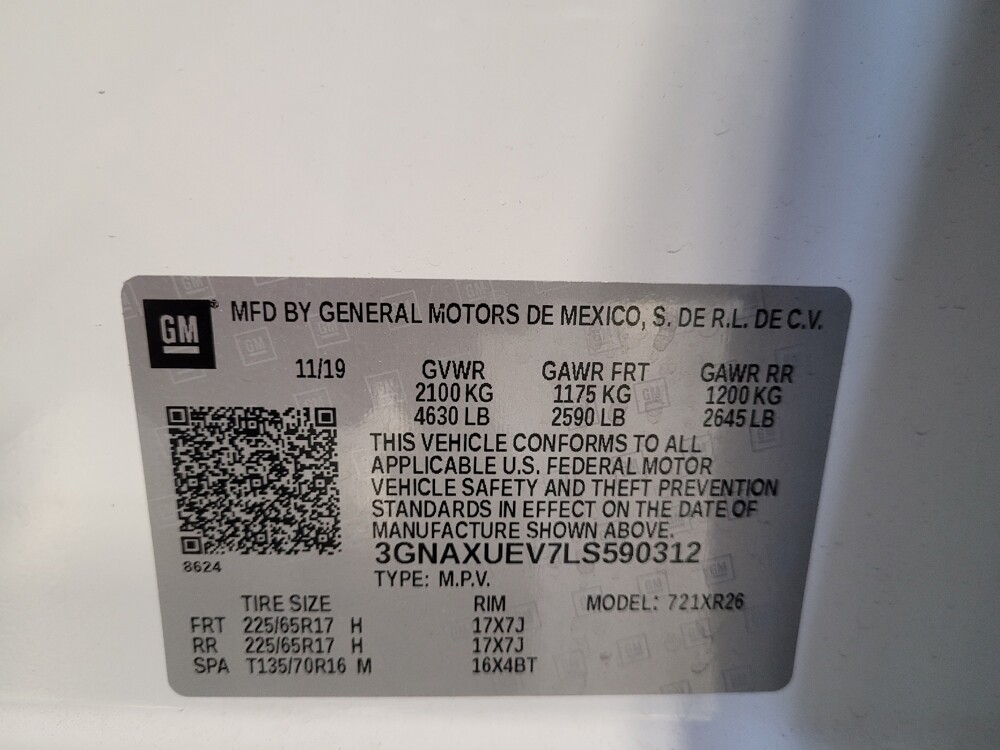 GM® MFD BY GENERAL MOTORS DE MEXICO, S. DE R.L. DE C.V.
11/19 GVWR GAWR FRT GAWR RR
2100 KG 1175 KG 1200 KG
4630 LB 2590 LB 2645 LB
THIS VEHICLE CONFORMS TO ALL
APPLICABLE U.S. FEDERAL MOTOR
VEHICLE SAFETY AND THEFT PREVENTION
STANDARDS IN EFFECT ON THE DATE OF
MANUFACTURE SHOWN ABOVE.
3GNAXUEV7LS590312
8624
TYPE: M.P.V.
TIRE SIZE RIM MODEL: 721XR26
FRT 225/65R17 H 17X7J
RR 225/65R17 H 17X7J
SPA T135/70R16 M 16X4BT